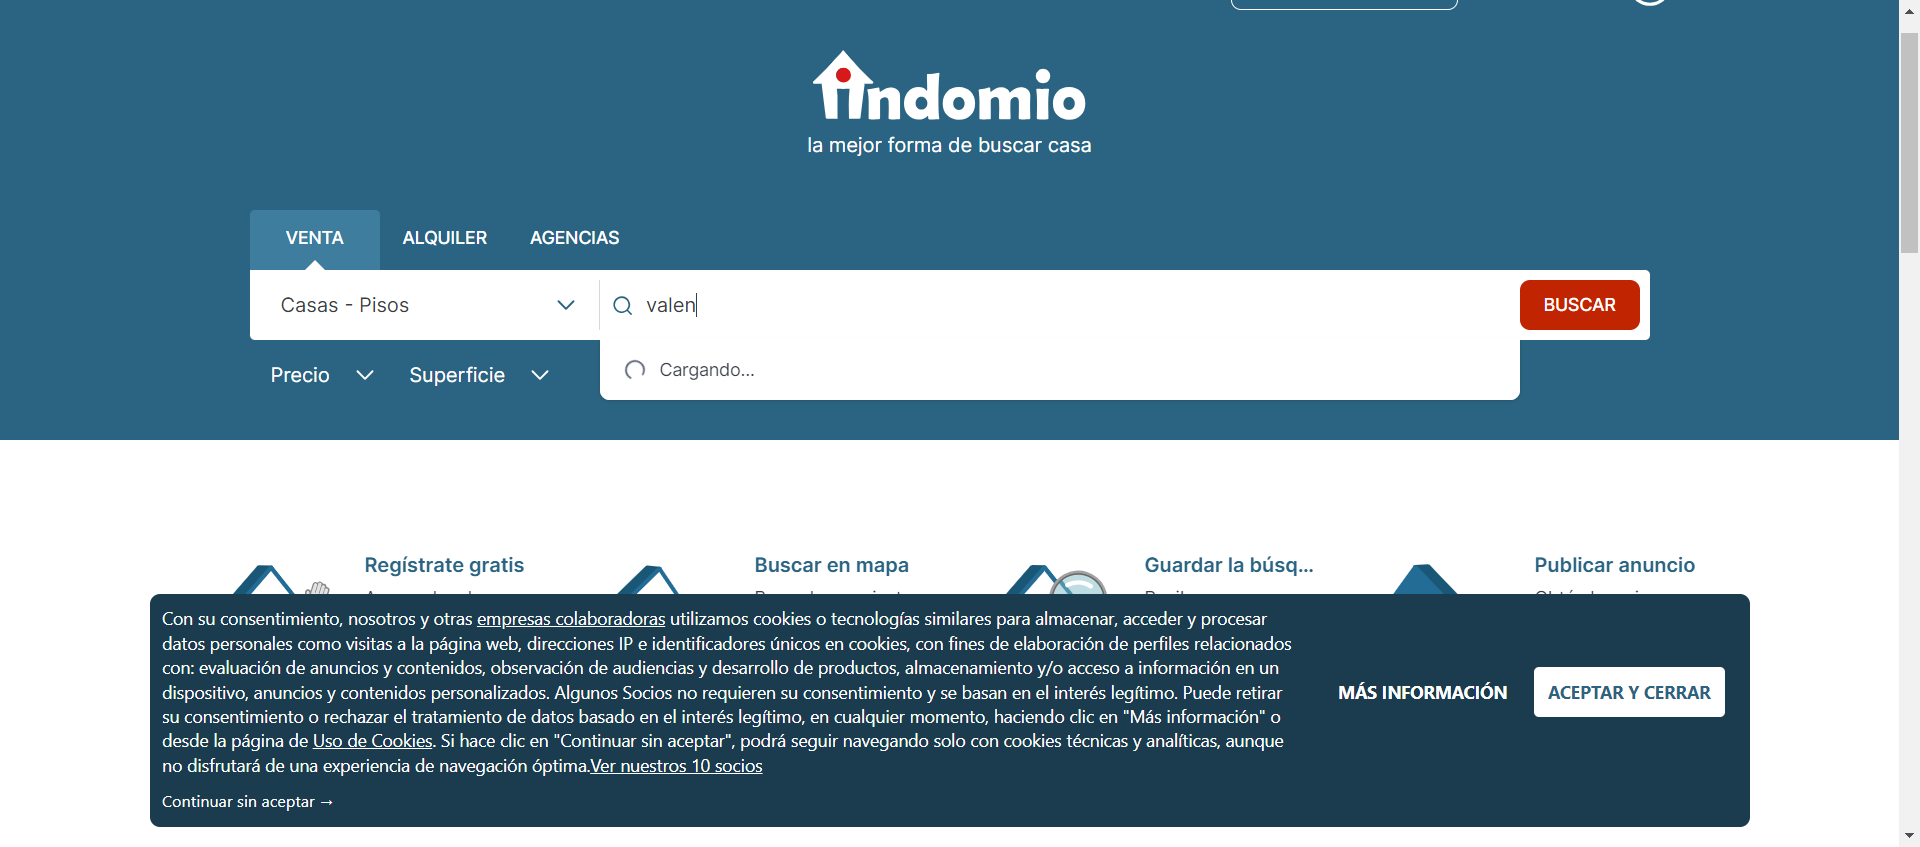 indomio
la mejor forma de buscar casa
VENTA
ALQUILER
AGENCIAS
Casas - Pisos
valen
BUSCAR
Cargando...
Precio
Superficie
Regístrate gratis
Buscar en mapa
Guardar la búsq...
Publicar anuncio
Con su consentimiento, nosotros y otras empresas colaboradoras utilizamos cookies o tecnologías similares para almacenar, acceder y procesar
datos personales como visitas a la página web, direcciones IP e identificadores únicos en cookies, con fines de elaboración de perfiles relacionados
con: evaluación de anuncios y contenidos, observación de audiencias y desarrollo de productos, almacenamiento y/o acceso a información en un
dispositivo, anuncios y contenidos personalizados. Algunos Socios no requieren su consentimiento y se basan en el interés legítimo. Puede retirar
su consentimiento o rechazar el tratamiento de datos basado en el interés legítimo, en cualquier momento, haciendo clic en "Más información" o
desde la página de Uso de Cookies. Si hace clic en "Continuar sin aceptar", podrá seguir navegando solo con cookies técnicas y analíticas, aunque
no disfrutará de una experiencia de navegación óptima.Ver nuestros 10 socios
Continuar sin aceptar →
MÁS INFORMACIÓN
ACEPTAR Y CERRAR